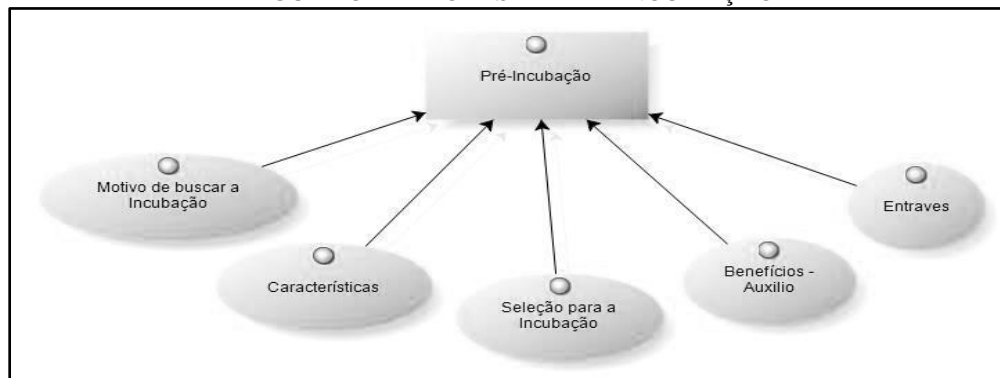 Pré-Incubação
Motivo de buscar a
Incubação
Entraves
Características
Benefícios -
Auxilio
Seleção para a
Incubação